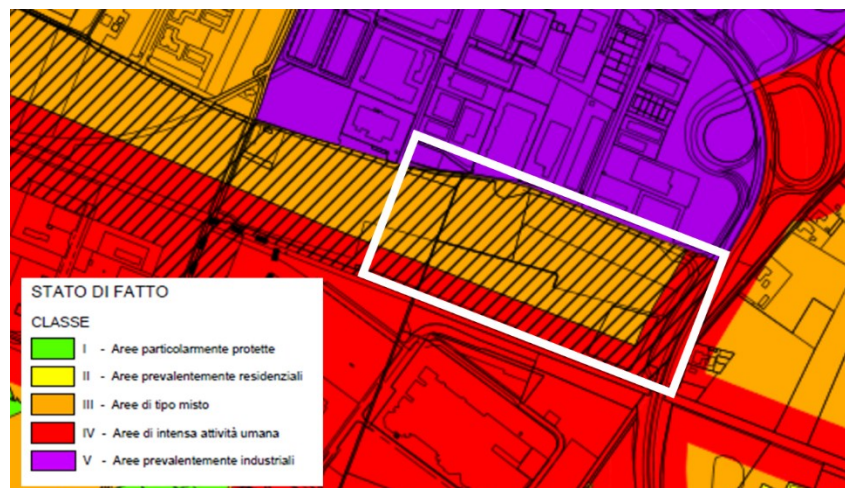 STATO DI FATTO
CLASSE
I - Aree particolarmente protette
II - Aree prevalentemente residenziali
III - Aree di tipo misto
IV - Aree di intensa attività umana
V - Aree prevalentemente industriali